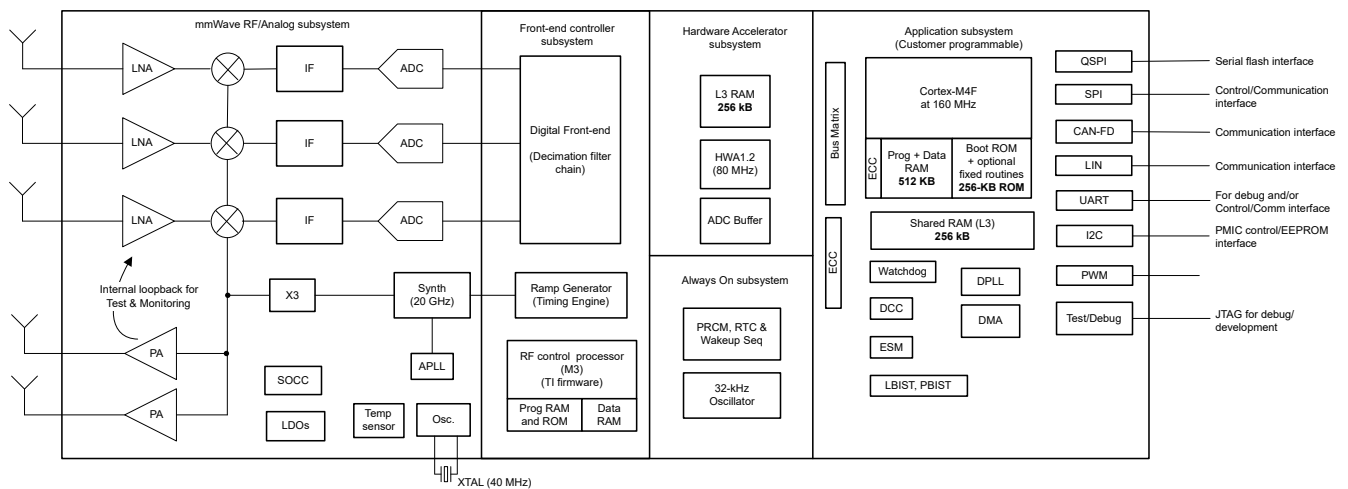 mmWave RF/Analog subsystem
LNA
IF
ADC
LNA
IF
ADC
LNA
IF
ADC
Internal loopback for
Test & Monitoring
X3
Synth
(20 GHz)
PA
APLL
SOCC
PA
LDOs
Temp
sensor
Osc.
XTAL (40 MHz)
Front-end controller
subsystem
Digital Front-end
(Decimation filter
chain)
Ramp Generator
(Timing Engine)
RF control processor
(M3)
(TI firmware)
Prog RAM
and ROM
Data
RAM
Hardware Accelerator
subsystem
L3 RAM
256 kB
HWA1.2
(80 MHz)
ADC Buffer
Always On subsystem
PRCM, RTC &
Wakeup Seq
32-kHz
Oscillator
Application subsystem
(Customer programmable)
Bus Matrix
Cortex-M4F
at 160 MHz
ECC
Prog + Data
RAM
512 KB
Boot ROM
+ optional
fixed routines
256-KB ROM
Shared RAM (L3)
256 kB
ECC
Watchdog
DPLL
DCC
DMA
ESM
LBIST, PBIST
QSPI
Serial flash interface
SPI
Control/Communication
interface
CAN-FD
Communication interface
LIN
Communication interface
UART
For debug and/or
Control/Comm interface
I2C
PMIC control/EEPROM
interface
PWM
Test/Debug
JTAG for debug/
development